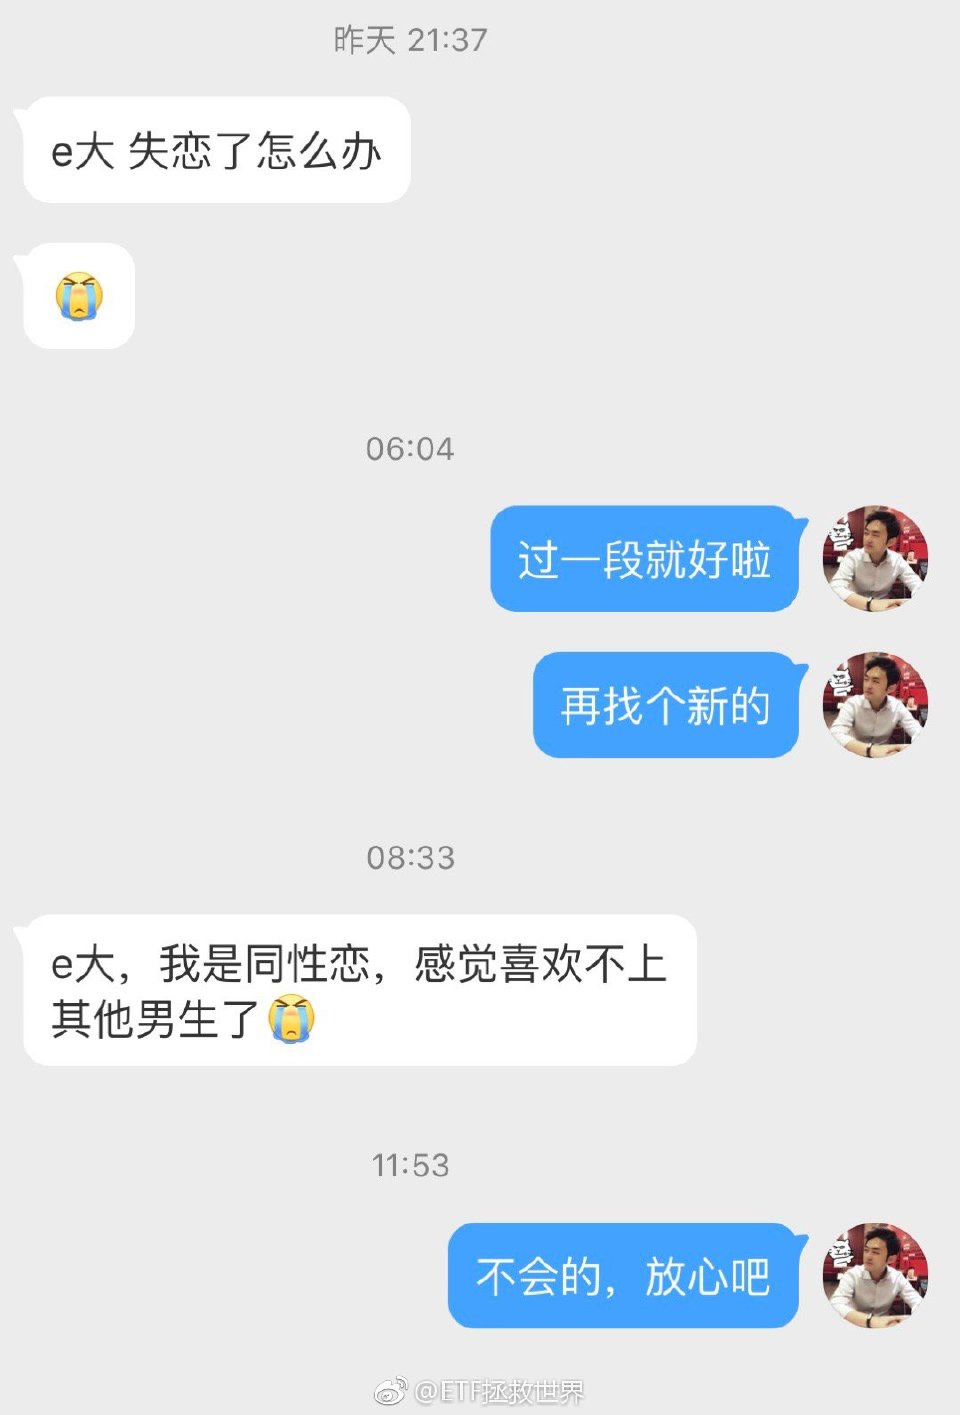 昨天 21:37
e大 失恋了怎么办
😭
06:04
过一段就好啦
再找个新的
08:33
e大，我是同性恋，感觉喜欢不上
其他男生了😭
11:53
不会的，放心吧
@ETF拯救世界